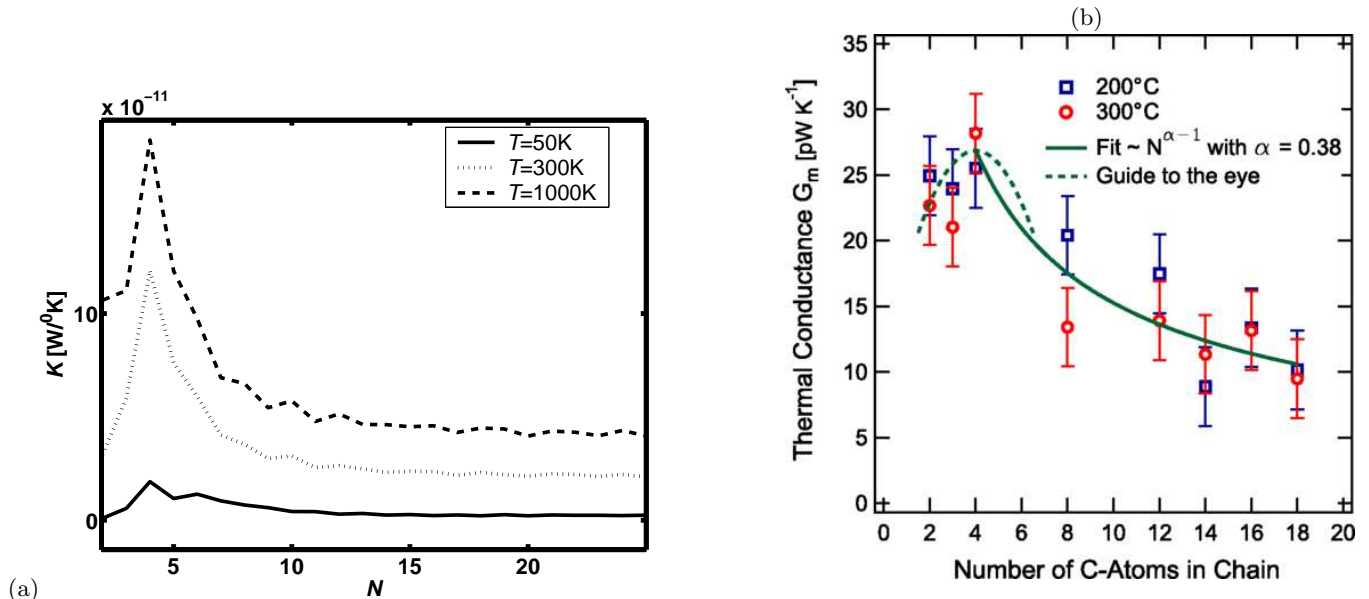 (a)
x 10⁻¹¹
K [W/⁰K]
10
0
T=50K
T=300K
T=1000K
5
10
15
20
N
(b)
Thermal Conductance Gₘ [pW K⁻¹]
35
30
25
20
15
10
5
0
200°C
300°C
Fit ~ N^{α−1} with α = 0.38
Guide to the eye
0 2 4 6 8 10 12 14 16 18 20
Number of C-Atoms in Chain